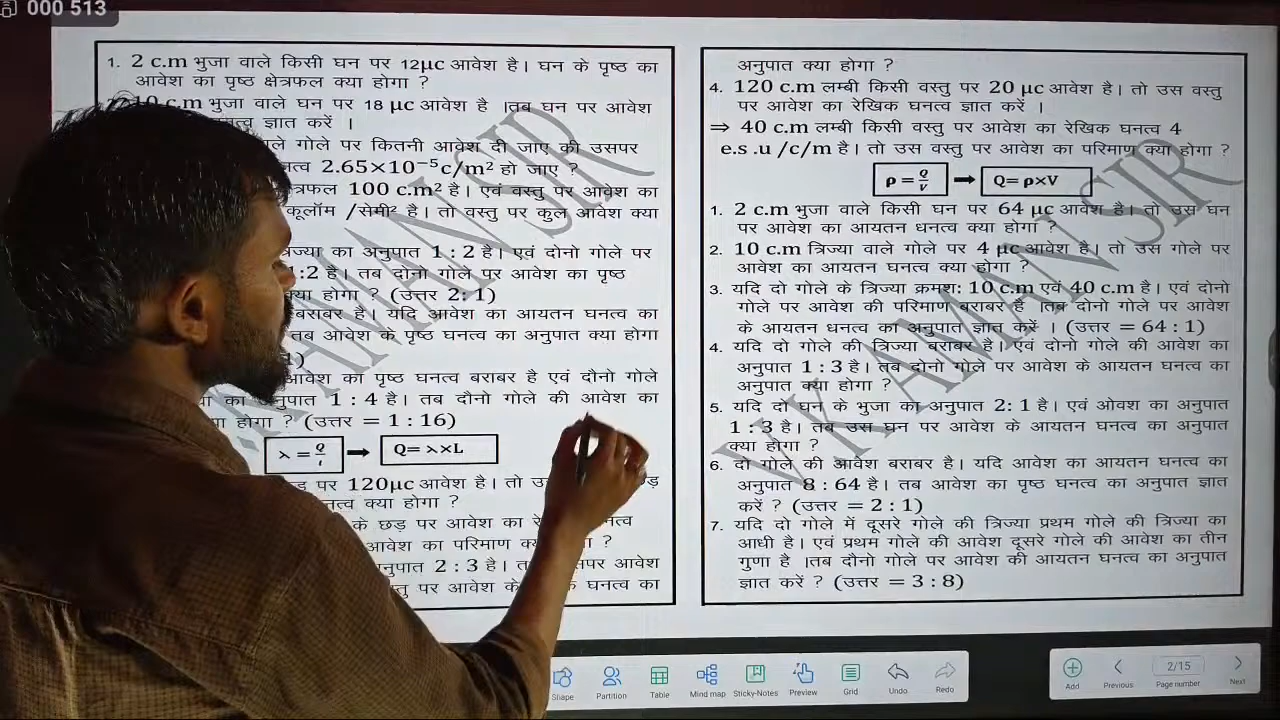 000 513
1. 2 c.m भुजा वाले किसी घन पर 12µc आवेश है। घन के पृष्ठ का
आवेश का पृष्ठ क्षेत्रफल क्या होगा ?
10 c.m भुजा वाले घन पर 18 µc आवेश है ।तब घन पर आवेश
ज्ञात करें ।
गोले पर कितनी आवेश दी जाए की उसपर
2.65×10⁻⁵c/m² हो जाए ?
100 c.m² है। एवं वस्तु पर आवेश का
कूलॉम /सेमी² है। तो वस्तु पर कुल आवेश क्या
का अनुपात 1 : 2 है। एवं दोनो गोले पर
:2 है। तब दोनो गोले पर आवेश का पृष्ठ
क्या होगा ? (उत्तर 2: 1)
बराबर है। यदि आवेश का आयतन घनत्व का
तब आवेश के पृष्ठ घनत्व का अनुपात क्या होगा
1)
आवेश का पृष्ठ घनत्व बराबर है एवं दौनो गोले
का अनुपात 1 : 4 है। तब दौनो गोले की आवेश का
होगा ? (उत्तर = 1 : 16)
λ = Q/l ➡ Q= λ×L
पर 120µc आवेश है। तो
क्या होगा ?
के छड़ पर आवेश का
आवेश का परिमाण ?
2 : 3 है। आवेश
पर आवेश के घनत्व का
अनुपात क्या होगा ?
4. 120 c.m लम्बी किसी वस्तु पर 20 µc आवेश है। तो उस वस्तु
पर आवेश का रेखिक घनत्व ज्ञात करें ।
⇒ 40 c.m लम्बी किसी वस्तु पर आवेश का रेखिक घनत्व 4
e.s .u /c/m है। तो उस वस्तु पर आवेश का परिमाण क्या होगा ?
ρ = Q/V ➡ Q= ρ×V
1. 2 c.m भुजा वाले किसी घन पर 64 µc आवेश है। तो उस घन
पर आवेश का आयतन धनत्व क्या होगा ?
2. 10 c.m त्रिज्या वाले गोले पर 4 µc आवेश है। तो उस गोले पर
आवेश का आयतन घनत्व क्या होगा ?
3. यदि दो गोले के त्रिज्या क्रमश: 10 c.m एवं 40 c.m है। एवं दोनो
गोले पर आवेश की परिमाण बराबर है ।तब दोनो गोले पर आवेश
के आयतन धनत्व का अनुपात ज्ञात करें । (उत्तर = 64 : 1)
4. यदि दो गोले की त्रिज्या बराबर है। एवं दोनो गोले की आवेश का
अनुपात 1 : 3 है। तब दोनो गोले पर आवेश के आयतन घनत्व का
अनुपात क्या होगा ?
5. यदि दो घन के भुजा का अनुपात 2: 1 है। एवं ओवश का अनुपात
1 : 3 है। तब उस घन पर आवेश के आयतन घनत्व का अनुपात
क्या होगा ?
6. दो गोले की आवेश बराबर है। यदि आवेश का आयतन घनत्व का
अनुपात 8 : 64 है। तब आवेश का पृष्ठ घनत्व का अनुपात ज्ञात
करें ? (उत्तर = 2 : 1)
7. यदि दो गोले में दूसरे गोले की त्रिज्या प्रथम गोले की त्रिज्या का
आधी है। एवं प्रथम गोले की आवेश दूसरे गोले की आवेश का तीन
गुणा है ।तब दौनो गोले पर आवेश की आयतन घनत्व का अनुपात
ज्ञात करें ? (उत्तर = 3 : 8)
VK AMAN SIR
Shape Partition Table Mind map Sticky-Notes Preview Grid Undo Redo
Add Previous 2/15 Page number Next